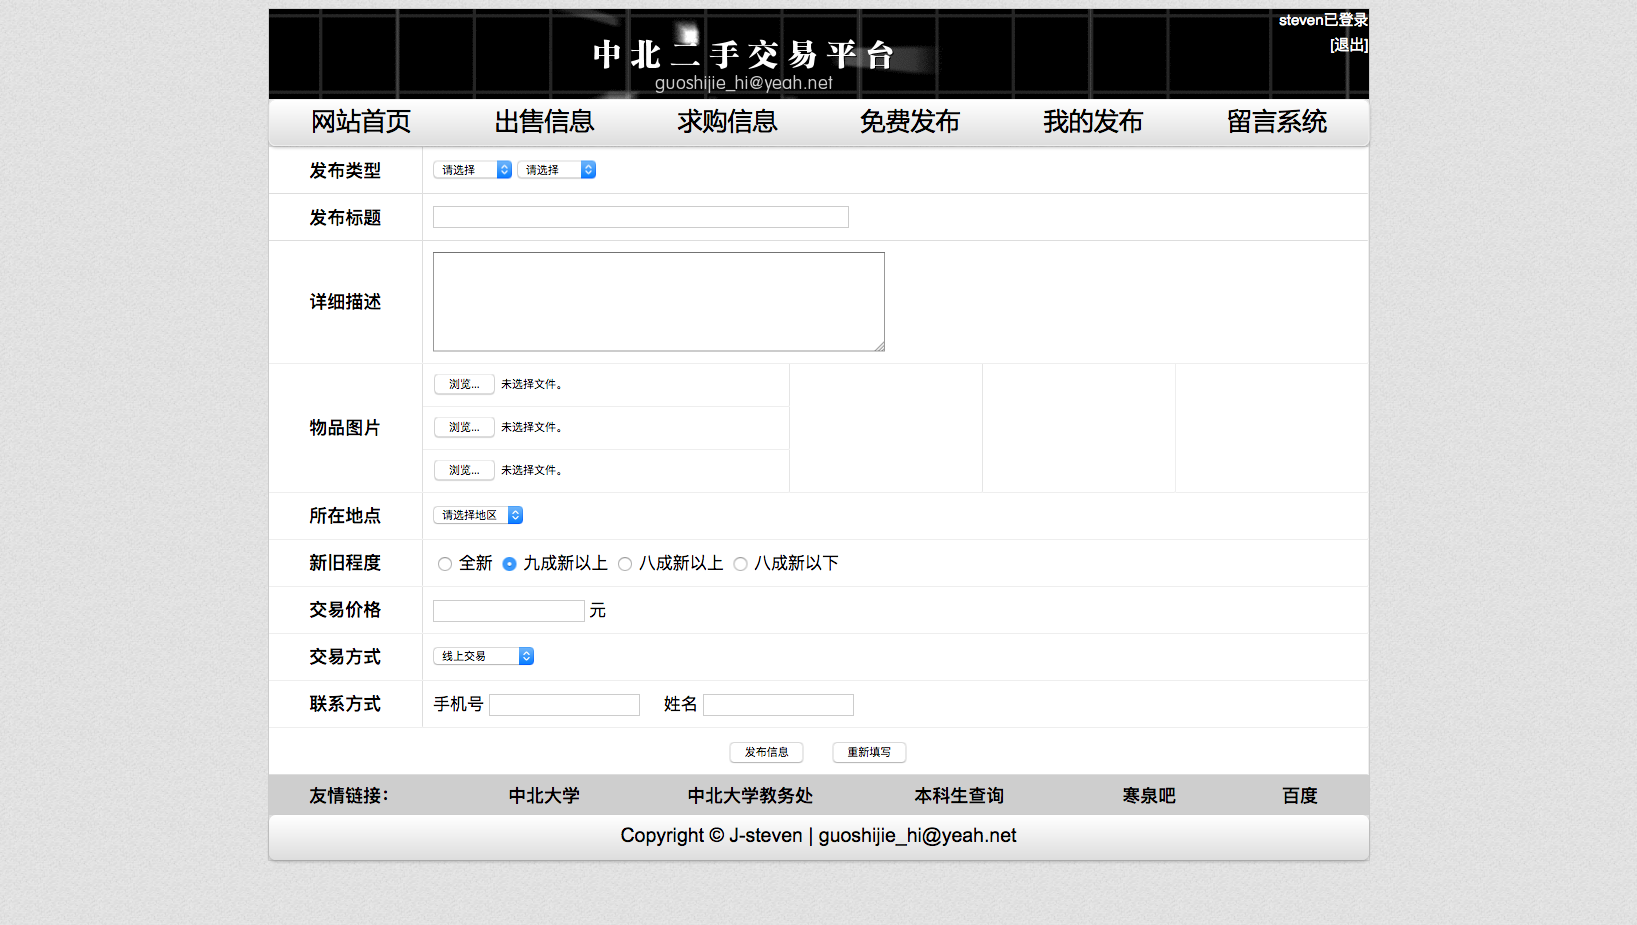 steven已登录
[退出]
中北二手交易平台
guoshijie_hi@yeah.net
网站首页 出售信息 求购信息 免费发布 我的发布 留言系统
发布类型 请选择 请选择
发布标题
详细描述
物品图片
浏览... 未选择文件。
浏览... 未选择文件。
浏览... 未选择文件。
所在地点 请选择地区
新旧程度 全新 九成新以上 八成新以上 八成新以下
交易价格 元
交易方式 线上交易
联系方式 手机号 姓名
发布信息 重新填写
友情链接： 中北大学 中北大学教务处 本科生查询 寒泉吧 百度
Copyright © J-steven | guoshijie_hi@yeah.net